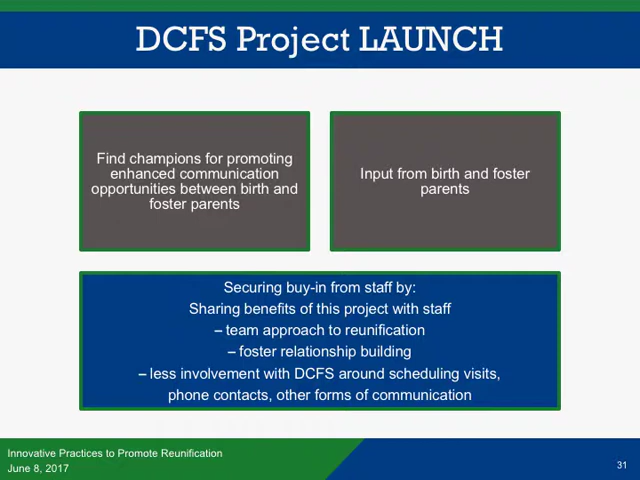 DCFS Project LAUNCH
Find champions for promoting
enhanced communication
opportunities between birth and
foster parents
Input from birth and foster
parents
Securing buy-in from staff by:
Sharing benefits of this project with staff
– team approach to reunification
– foster relationship building
– less involvement with DCFS around scheduling visits,
phone contacts, other forms of communication
Innovative Practices to Promote Reunification
June 8, 2017
31